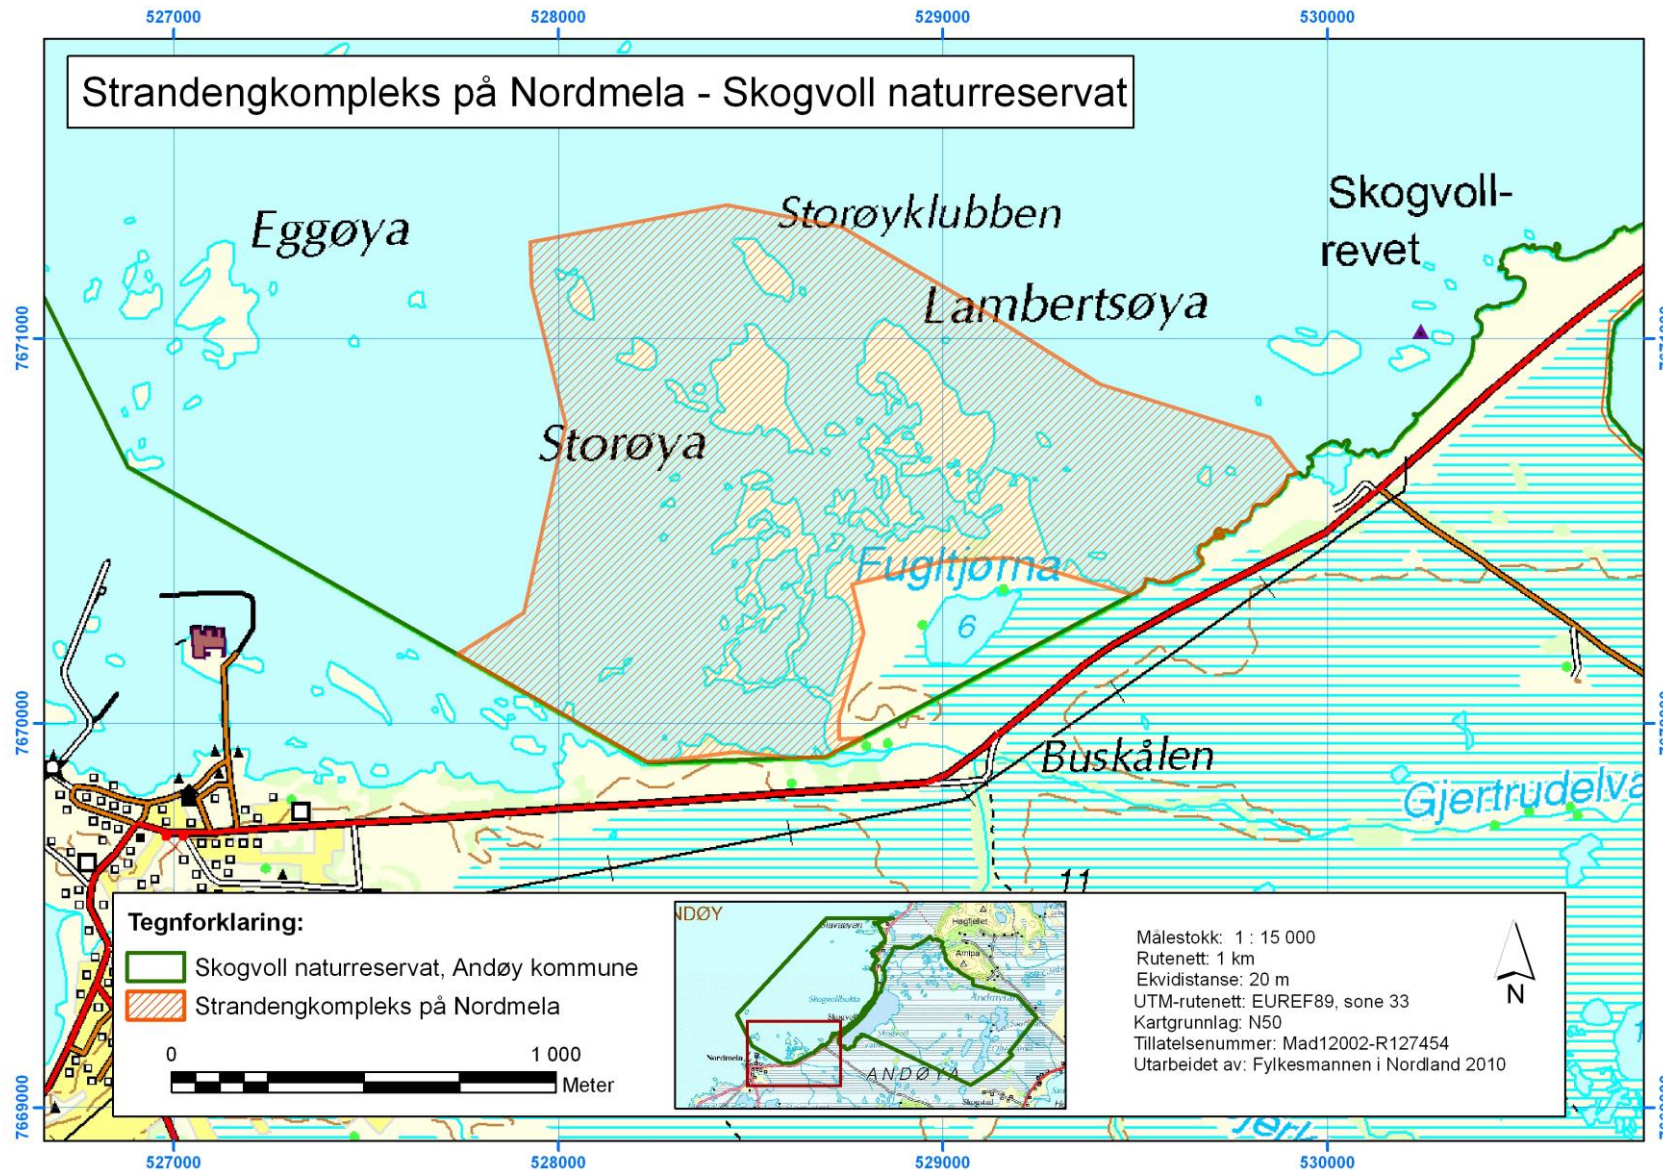 527000
528000
529000
530000
Strandengkompleks på Nordmela - Skogvoll naturreservat
Skogvoll-
revet
Storøyklubben
Eggøya
Lambertsøya
7671000
Storøya
Fugltjørna
6
7670000
Buskålen
Gjertrudelva
11
Tegnforklaring:
Skogvoll naturreservat, Andøy kommune
Strandengkompleks på Nordmela
0
1 000
Meter
NDØY
Skogvollbukta
Nordmela
ANDØYA
Målestokk: 1 : 15 000
Rutenett: 1 km
Ekvidistanse: 20 m
UTM-rutenett: EUREF89, sone 33
Kartgrunnlag: N50
Tillatelsenummer: Mad12002-R127454
Utarbeidet av: Fylkesmannen i Nordland 2010
N
7669000
527000
528000
529000
530000